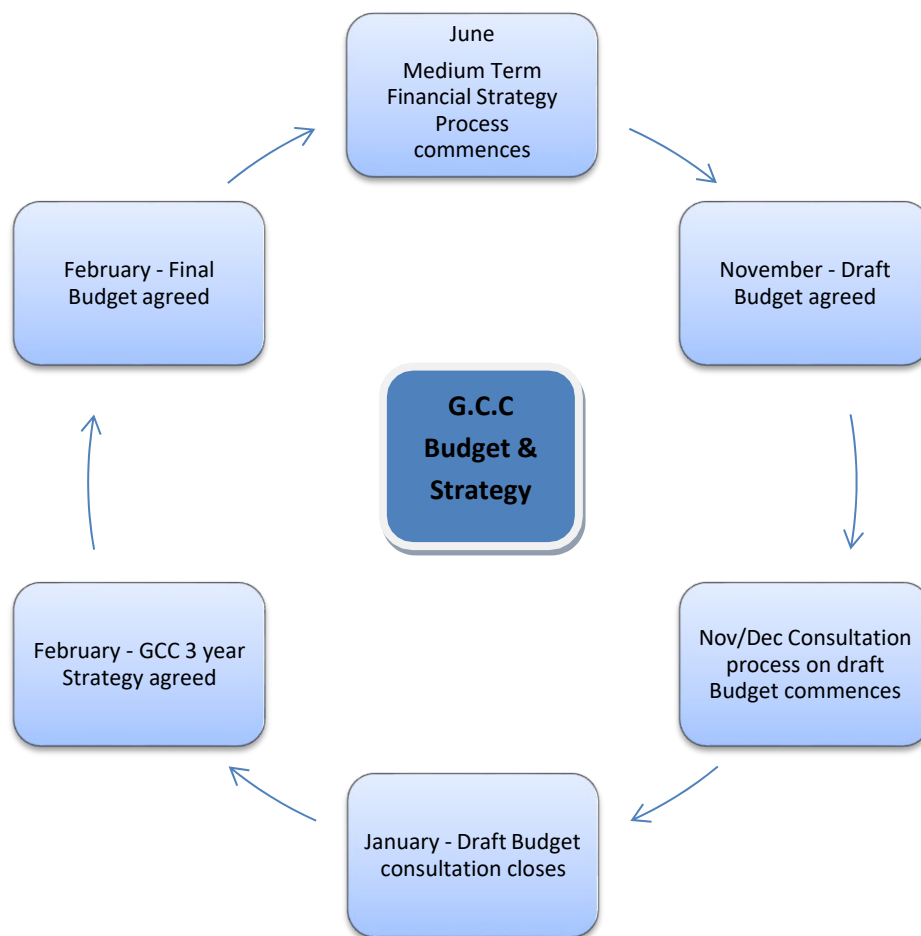 June
Medium Term
Financial Strategy
Process
commences
November - Draft
Budget agreed
Nov/Dec Consultation
process on draft
Budget commences
January - Draft Budget
consultation closes
February - GCC 3 year
Strategy agreed
February - Final
Budget agreed
G.C.C
Budget &
Strategy